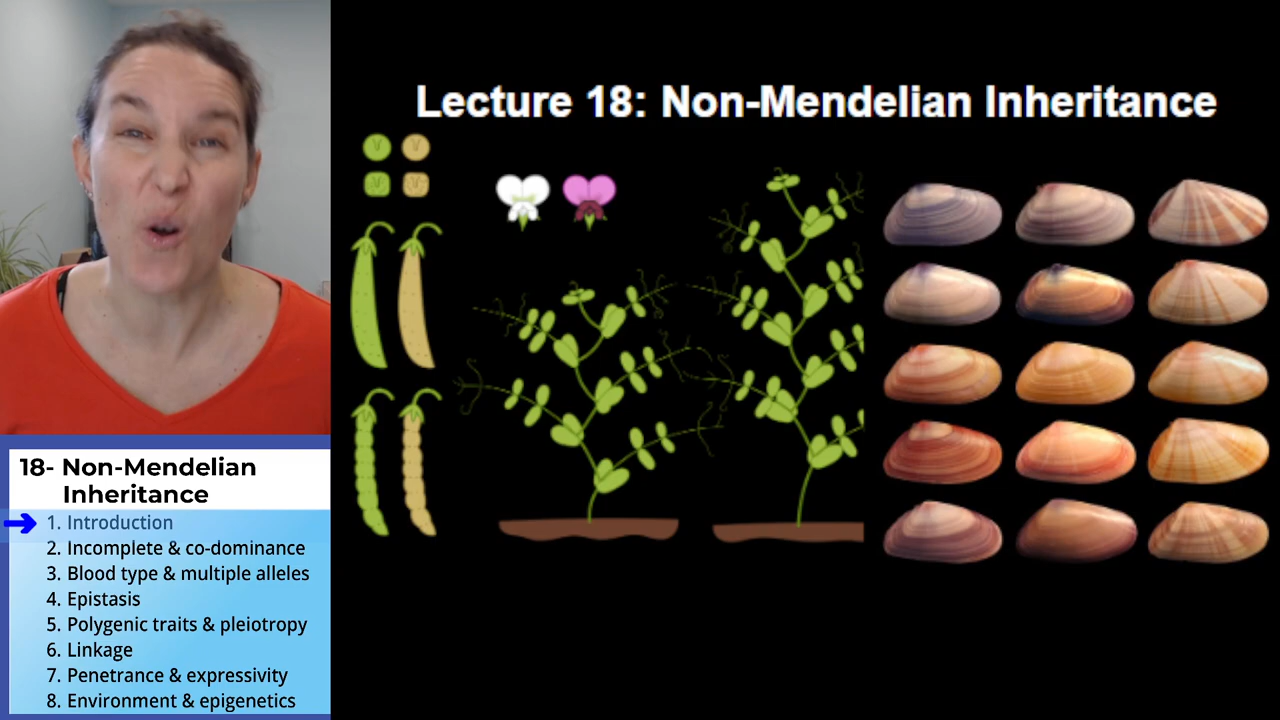 Lecture 18: Non-Mendelian Inheritance
18- Non-Mendelian
Inheritance
1. Introduction
2. Incomplete & co-dominance
3. Blood type & multiple alleles
4. Epistasis
5. Polygenic traits & pleiotropy
6. Linkage
7. Penetrance & expressivity
8. Environment & epigenetics